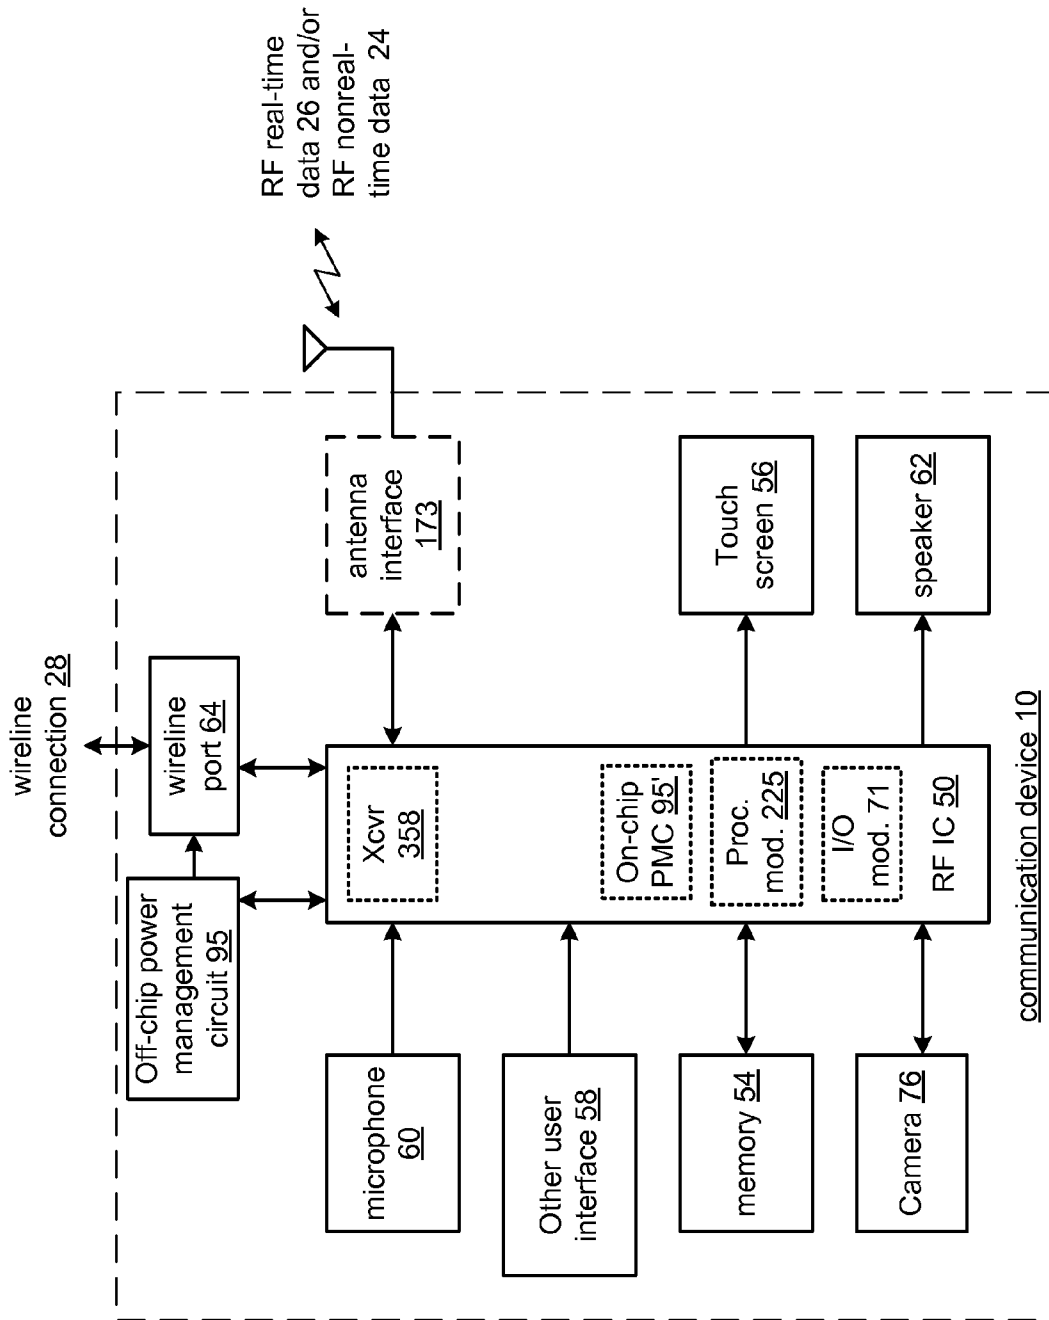 RF real-time
data 26 and/or
RF nonreal-
time data 24
wireline
connection 28
Off-chip power
management
circuit 95
wireline
port 64
antenna
interface
173
microphone
60
Xcvr
358
Other user
interface 58
On-chip
PMC 95'
memory 54
Proc.
mod. 225
Touch
screen 56
Camera 76
I/O
mod. 71
RF IC 50
speaker 62
communication device 10